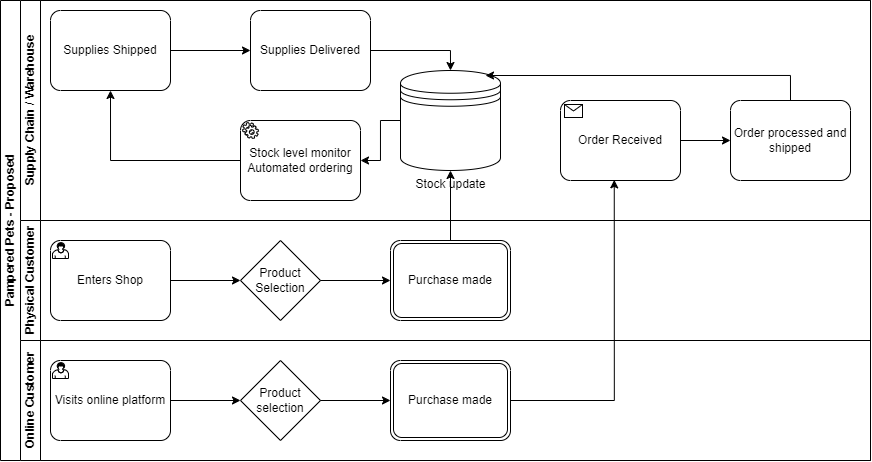 Pampered Pets - Proposed
Supply Chain / Warehouse
Supplies Shipped
Supplies Delivered
Stock level monitor
Automated ordering
Stock update
Order Received
Order processed and
shipped
Physical Customer
Enters Shop
Product
Selection
Purchase made
Online Customer
Visits online platform
Product
selection
Purchase made